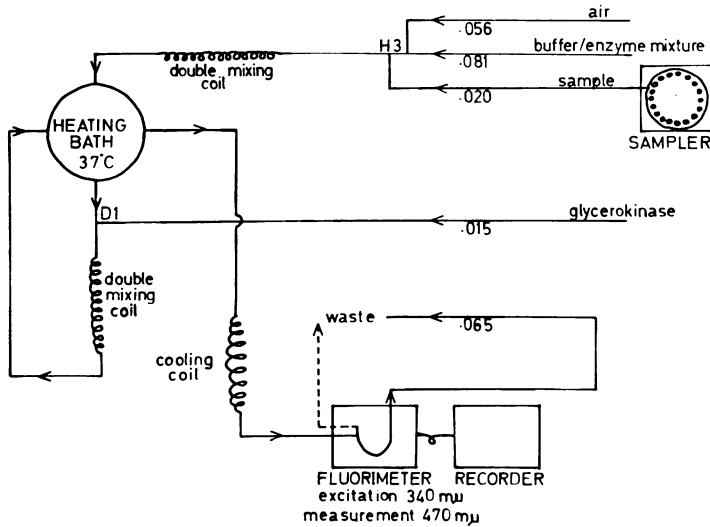 air
.056
H3
buffer/enzyme mixture
.081
double mixing
coil
sample
.020
SAMPLER
HEATING
BATH
37°C
D1
glycerokinase
.015
double
mixing
coil
waste
.065
cooling
coil
FLUORIMETER
RECORDER
excitation 340 mμ
measurement 470 mμ